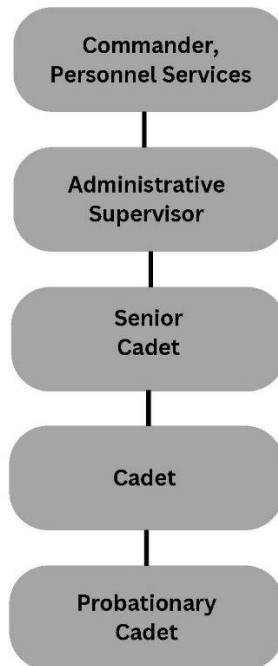 Commander,
Personnel Services
Administrative
Supervisor
Senior
Cadet
Cadet
Probationary
Cadet